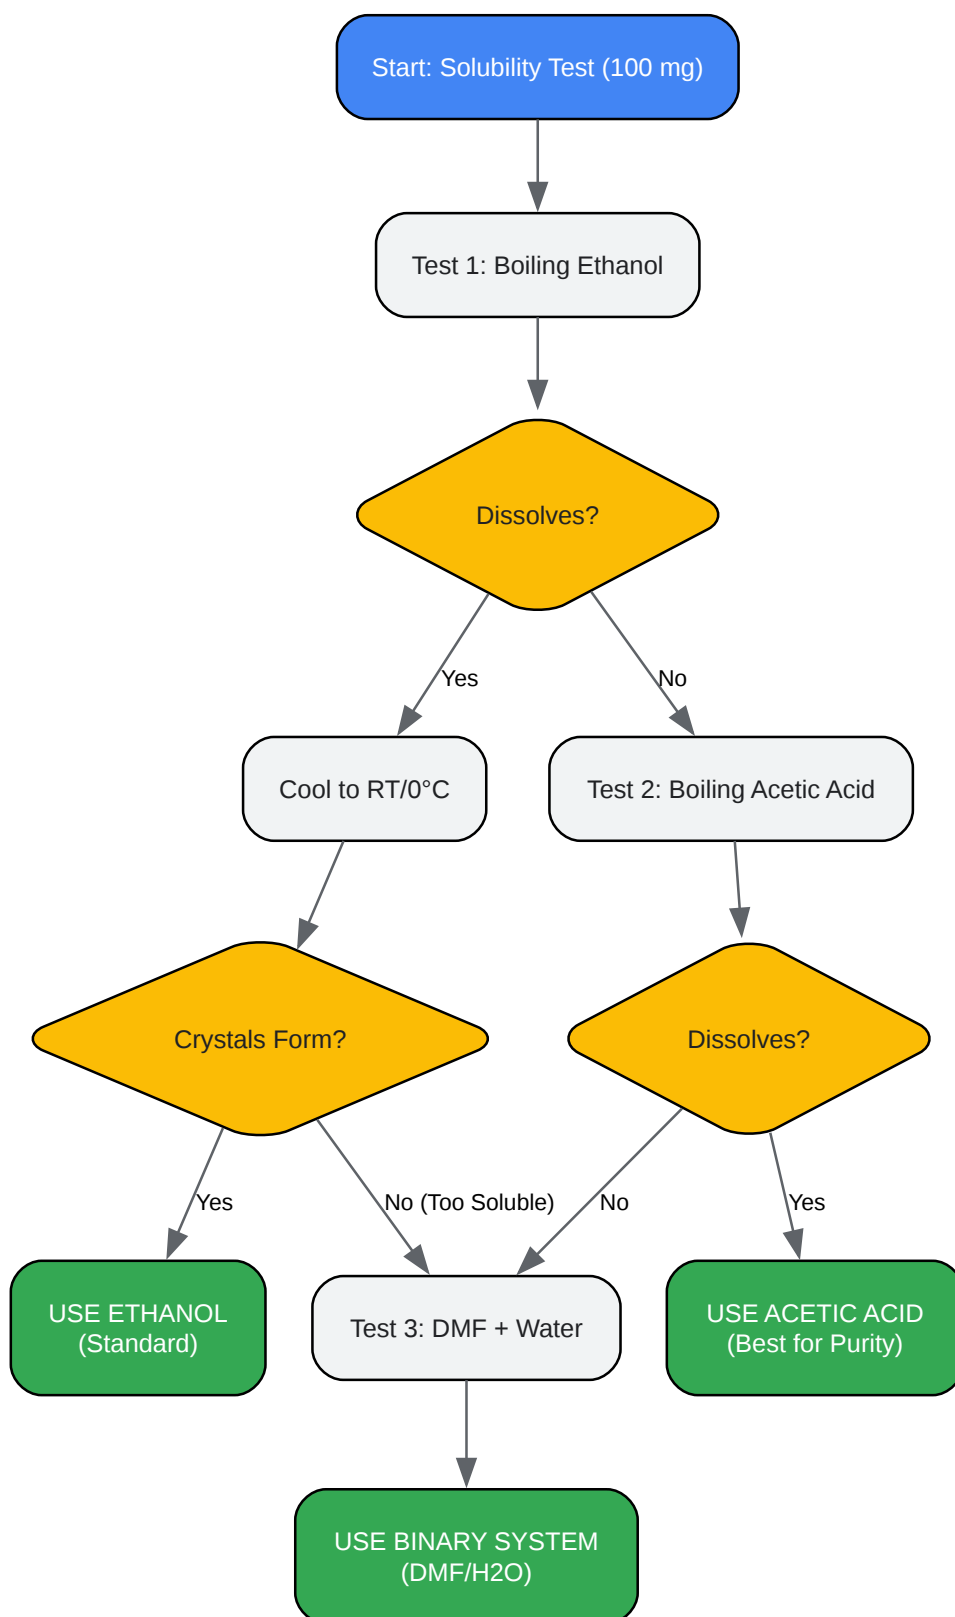 Start: Solubility Test (100 mg)
Test 1: Boiling Ethanol
Dissolves?
Yes
No
Cool to RT/0°C
Test 2: Boiling Acetic Acid
Crystals Form?
Dissolves?
Yes
No (Too Soluble)
No
Yes
USE ETHANOL
(Standard)
Test 3: DMF + Water
USE ACETIC ACID
(Best for Purity)
USE BINARY SYSTEM
(DMF/H2O)